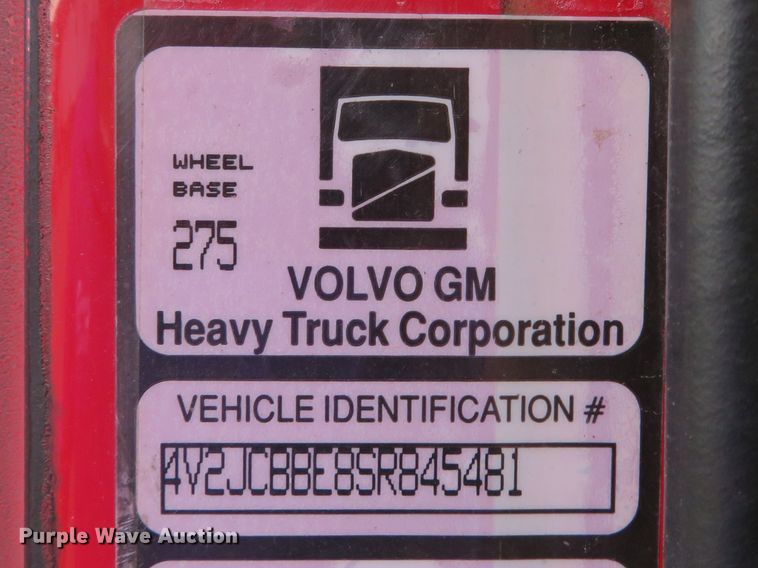 WHEEL
BASE
275
VOLVO GM
Heavy Truck Corporation
VEHICLE IDENTIFICATION #
4V2JCBBE8SR845481
Purple Wave Auction